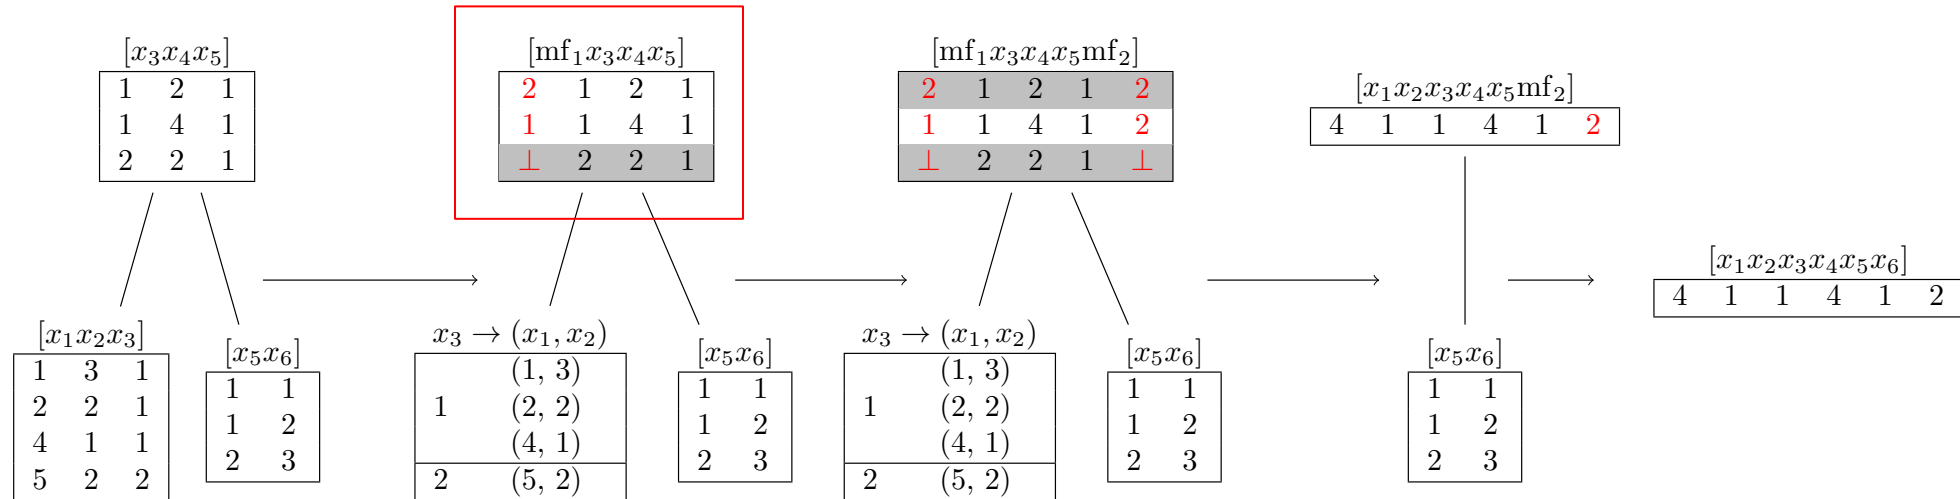 [x₃x₄x₅]
1 2 1
1 4 1
2 2 1
[x₁x₂x₃]
1 3 1
2 2 1
4 1 1
5 2 2
[x₅x₆]
1 1
1 2
2 3
[mf₁x₃x₄x₅]
2 1 2 1
1 1 4 1
⊥ 2 2 1
x₃ → (x₁, x₂)
(1, 3)
1 (2, 2)
(4, 1)
2 (5, 2)
[x₅x₆]
1 1
1 2
2 3
[mf₁x₃x₄x₅mf₂]
2 1 2 1 2
1 1 4 1 2
⊥ 2 2 1 ⊥
x₃ → (x₁, x₂)
(1, 3)
1 (2, 2)
(4, 1)
2 (5, 2)
[x₅x₆]
1 1
1 2
2 3
[x₁x₂x₃x₄x₅mf₂]
4 1 1 4 1 2
[x₅x₆]
1 1
1 2
2 3
[x₁x₂x₃x₄x₅x₆]
4 1 1 4 1 2